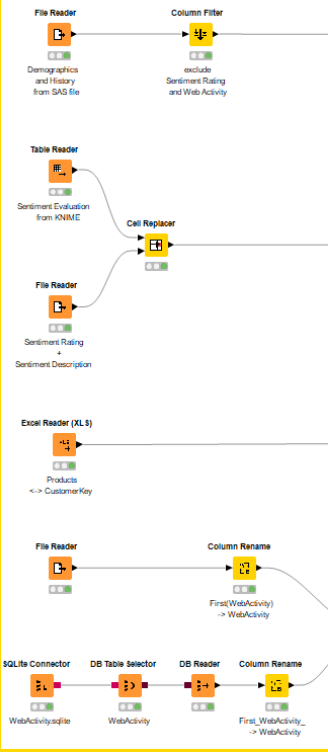 File Reader
Column Filter
Demographics
and History
from SAS file
exclude
Sentiment Rating
and Web Activity
Table Reader
Sentiment Evaluation
from KNIME
Cell Replacer
File Reader
Sentiment Rating
+
Sentiment Description
Excel Reader (XLS)
Products
<-> CustomerKey
File Reader
Column Rename
First(WebActivity)
-> WebActivity
SQLite Connector
DB Table Selector
DB Reader
Column Rename
WebActivity.sqlite
WebActivity
First_WebActivity_
-> WebActivity